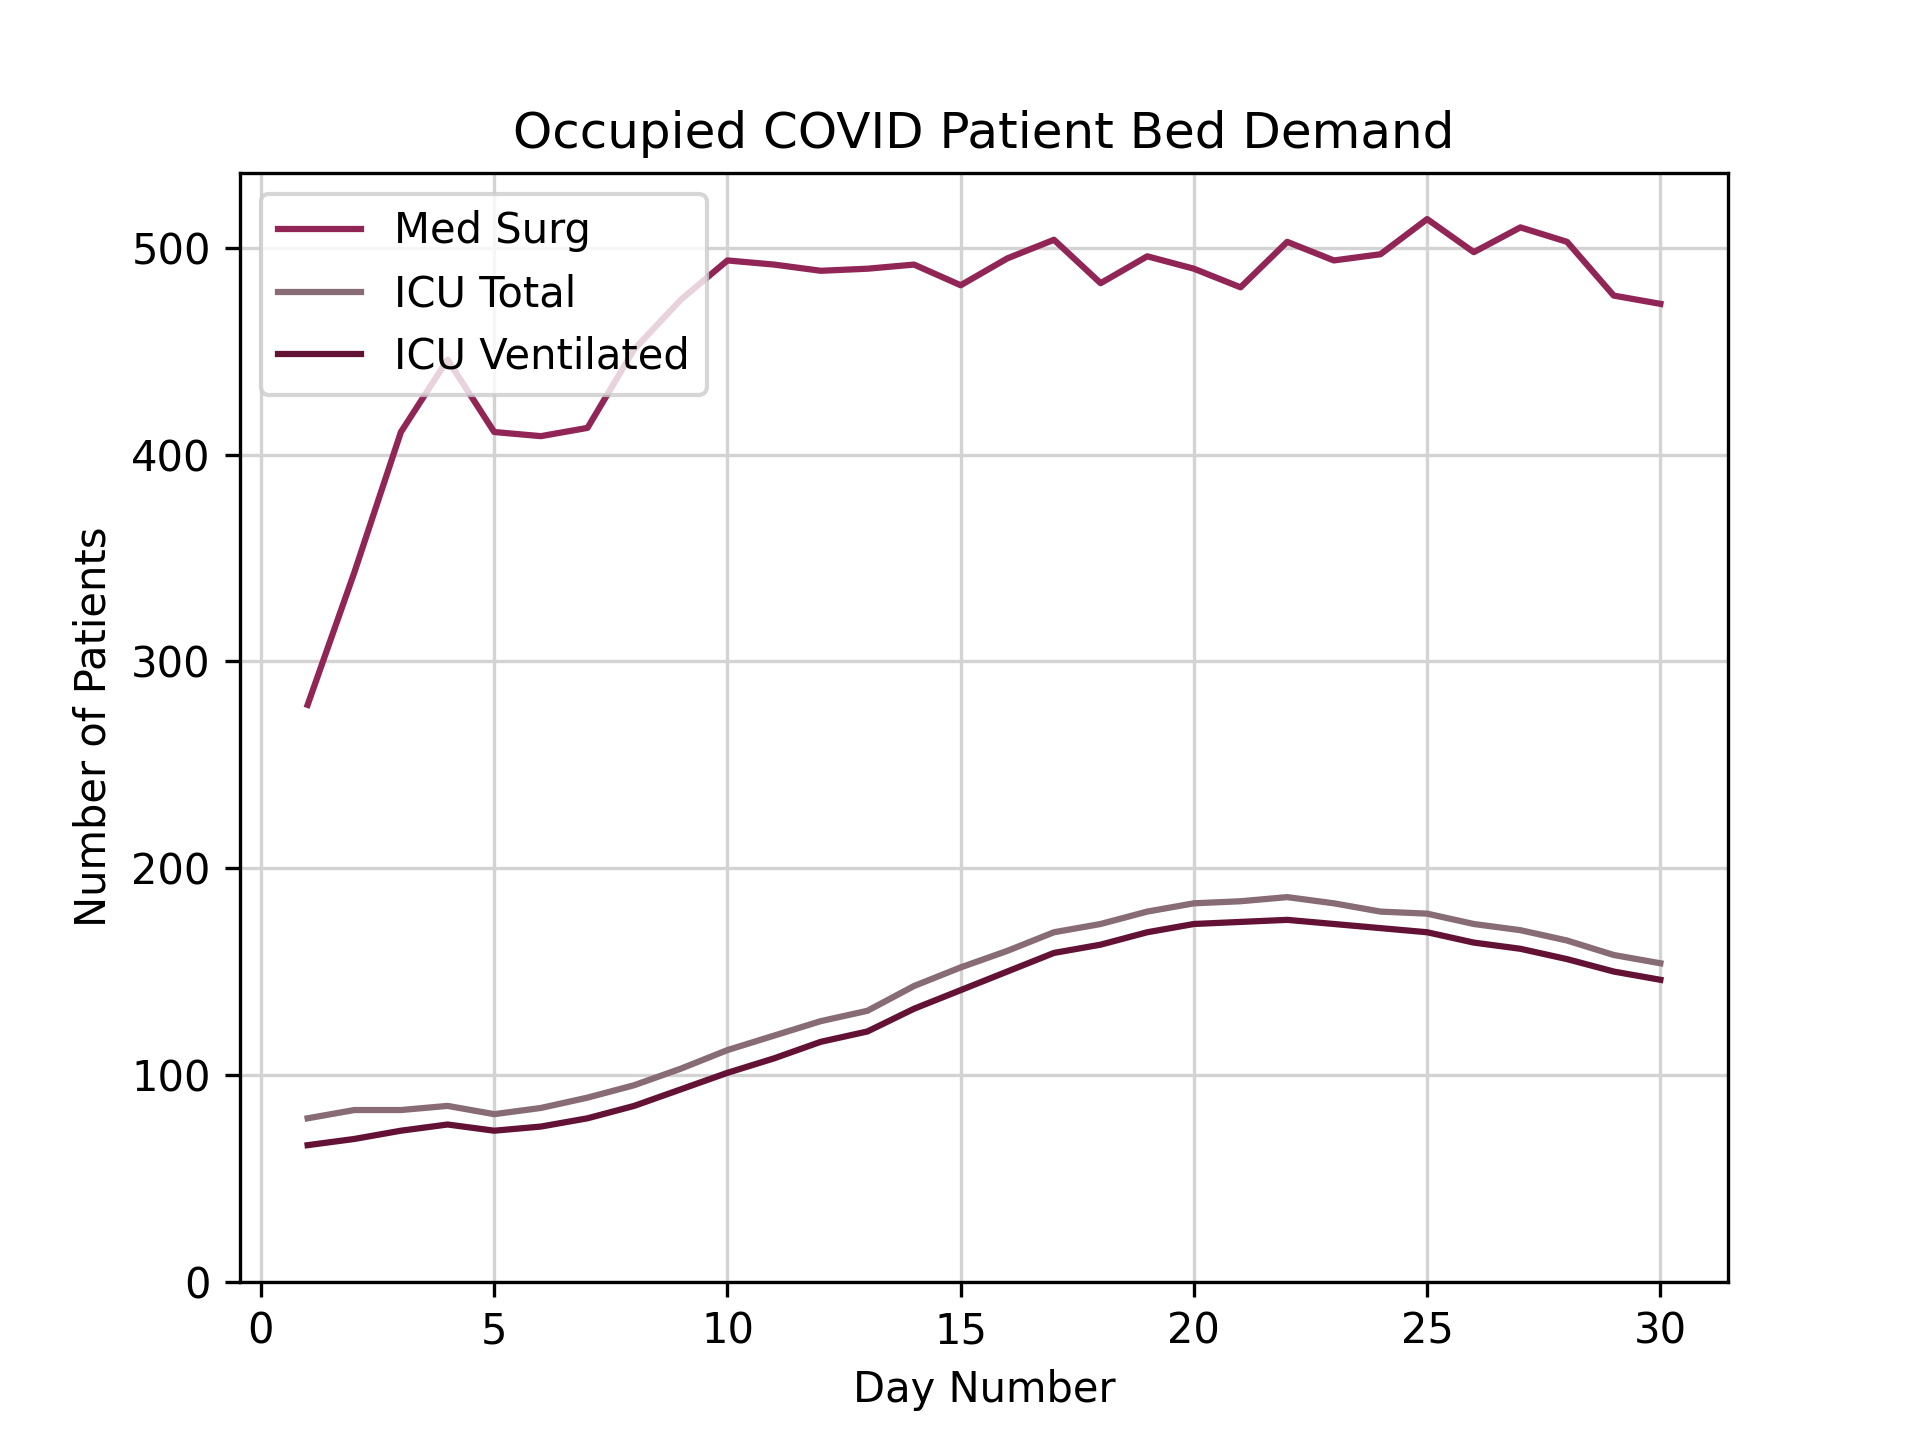 Occupied COVID Patient Bed Demand
Med Surg
ICU Total
ICU Ventilated
Number of Patients
500
400
300
200
100
0
0 5 10 15 20 25 30
Day Number